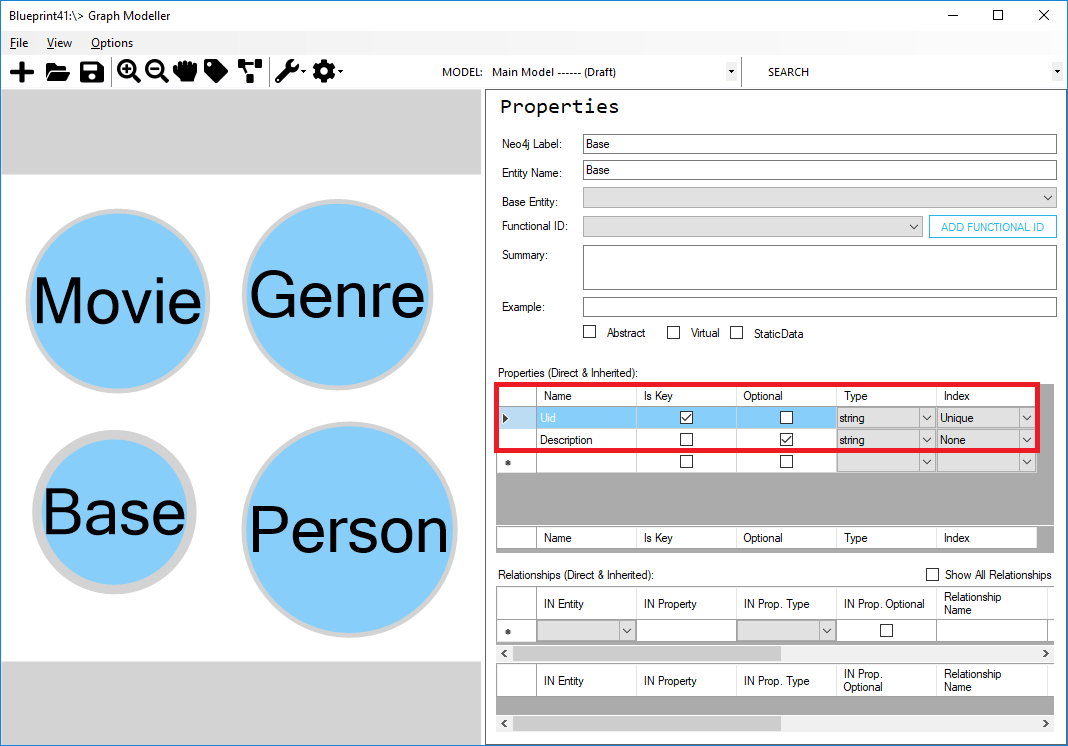 Blueprint41:\> Graph Modeller
File View Options
MODEL: Main Model ------ (Draft) SEARCH
Movie
Genre
Base
Person
Properties
Neo4j Label: Base
Entity Name: Base
Base Entity:
Functional ID: ADD FUNCTIONAL ID
Summary:
Example:
Abstract Virtual StaticData
Properties (Direct & Inherited):
Name Is Key Optional Type Index
Uid string Unique
Description string None
Name Is Key Optional Type Index
Relationships (Direct & Inherited): Show All Relationships
IN Entity IN Property IN Prop. Type IN Prop. Optional Relationship
Name
IN Entity IN Property IN Prop. Type IN Prop. Relationship
Optional Name